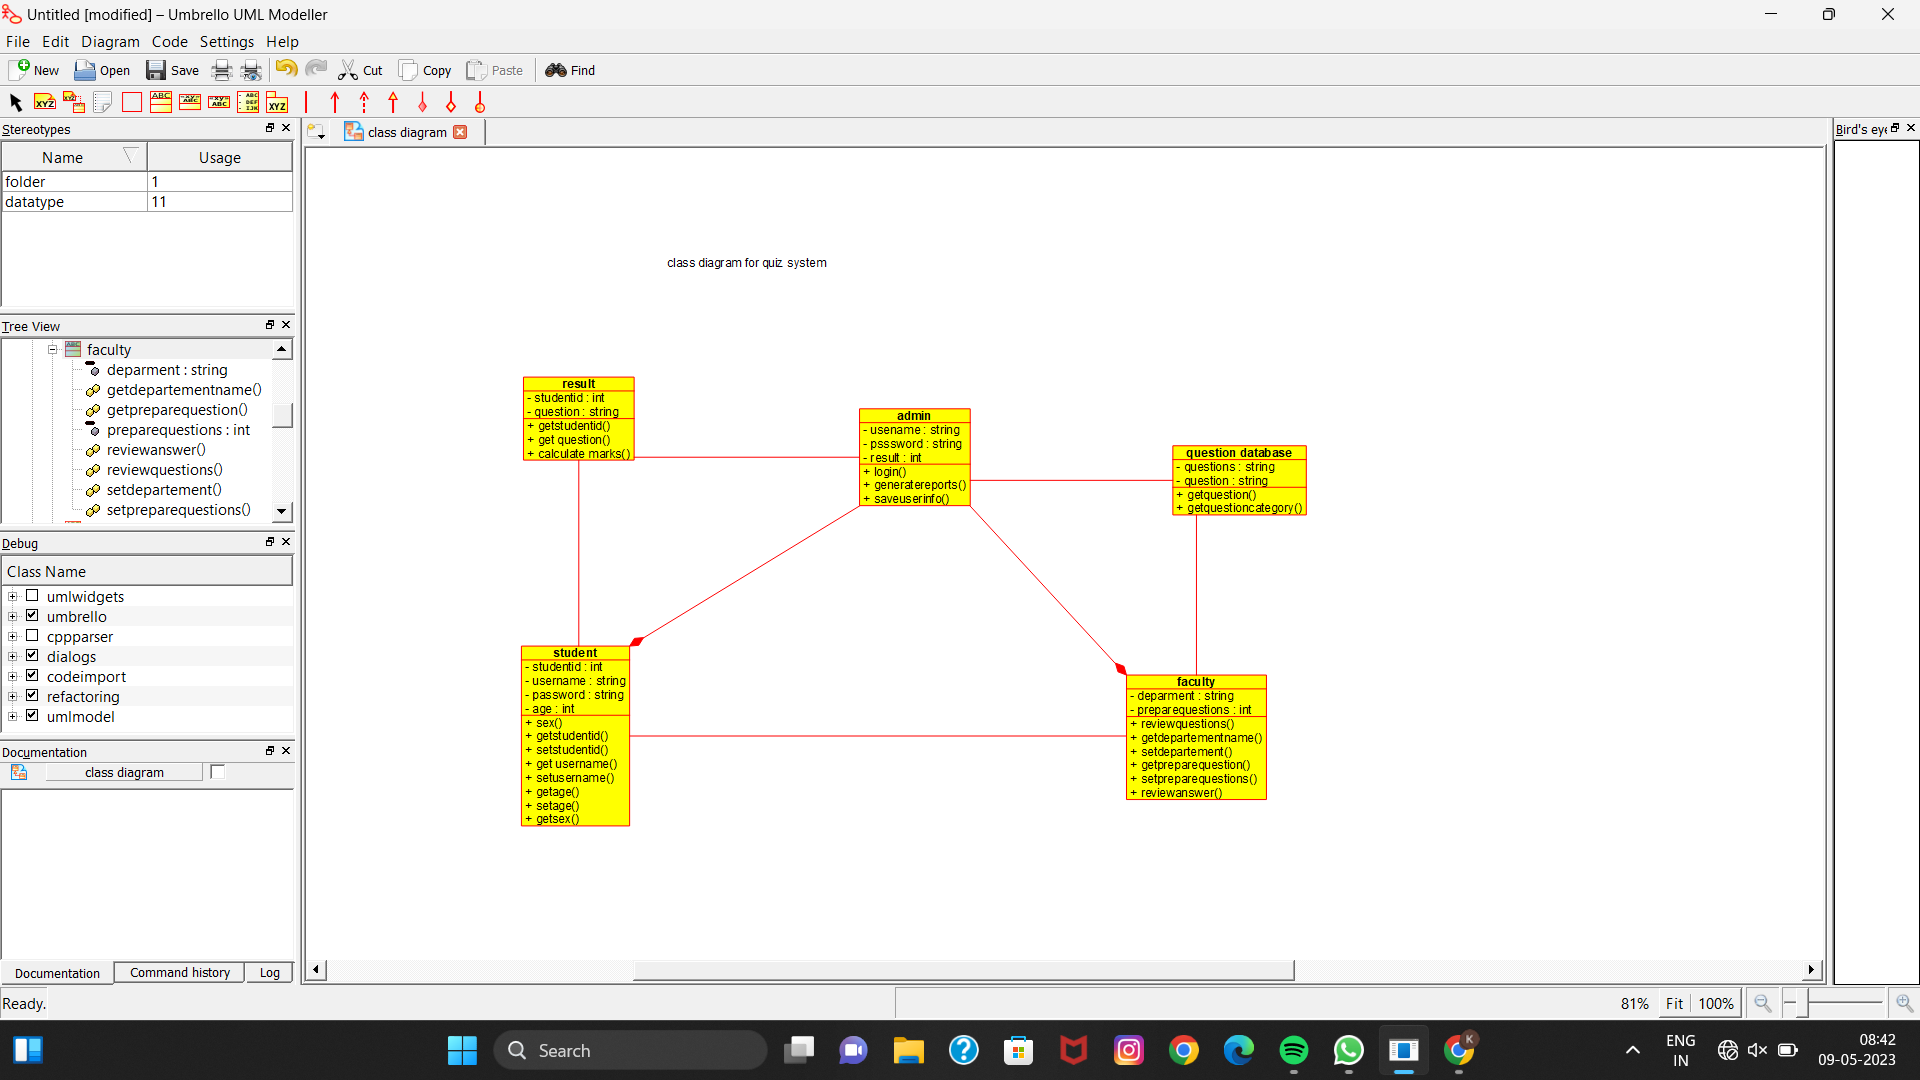 Untitled [modified] – Umbrello UML Modeller
File Edit Diagram Code Settings Help
New Open Save Cut Copy Paste Find
Stereotypes
Name Usage
folder 1
datatype 11
Tree View
faculty
deparment : string
getdepartementname()
getpreparequestion()
preparequestions : int
reviewanswer()
reviewquestions()
setdepartement()
setpreparequestions()
Debug
Class Name
umlwidgets
umbrello
cppparser
dialogs
codeimport
refactoring
umlmodel
Documentation
class diagram
Documentation Command history Log
Ready.
class diagram
Bird's eye
class diagram for quiz system
result
- studentid : int
- question : string
+ getstudentid()
+ get question()
+ calculate marks()
admin
- usename : string
- psssword : string
- result : int
+ login()
+ generatereports()
+ saveuserinfo()
question database
- questions : string
- question : string
+ getquestion()
+ getquestioncategory()
student
- studentid : int
- username : string
- password : string
- age : int
+ sex()
+ getstudentid()
+ setstudentid()
+ get username()
+ setusername()
+ getage()
+ setage()
+ getsex()
faculty
- deparment : string
- preparequestions : int
+ reviewquestions()
+ getdepartementname()
+ setdepartement()
+ getpreparequestion()
+ setpreparequestions()
+ reviewanswer()
81% Fit 100%
Search
K
ENG
IN
08:42
09-05-2023